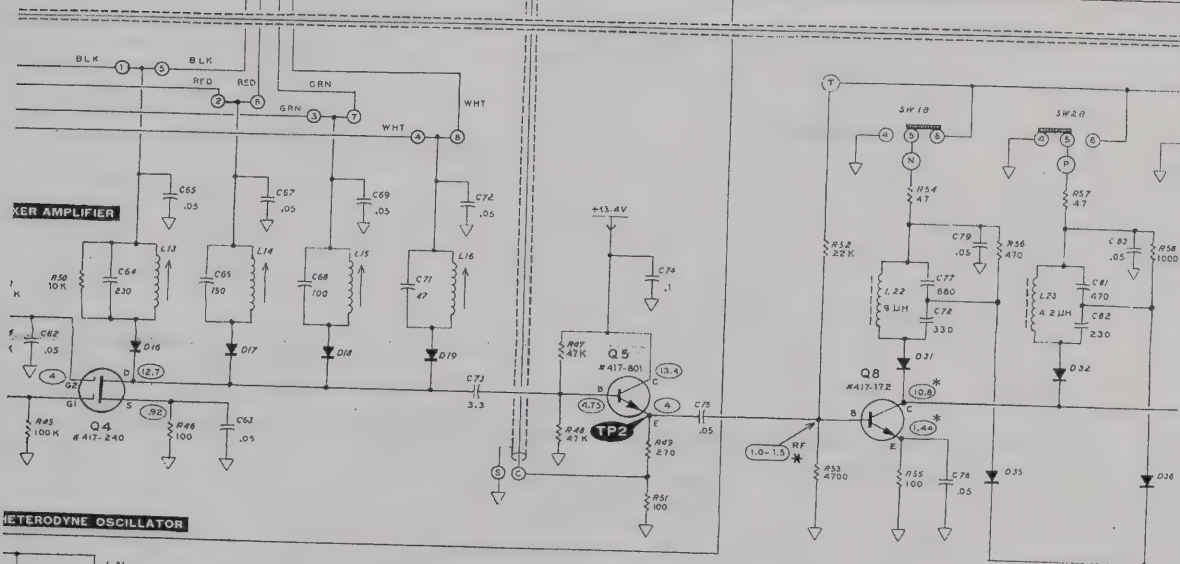 BLK
1
5
BLK
RED
2
RED
6
GRN
GRN
3
7
WHT
WHT
4
8
C65
.05
C67
.05
C69
.05
C72
.05
XER AMPLIFIER
R50
10K
C64
230
L13
C65
150
L14
C68
100
L15
C71
47
L16
K
C62
.05
D16
D17
D18
D19
4
G2
G1
D
S
12.7
.92
Q4
#417-240
R45
100K
R46
100
C63
.05
C73
3.3
+13.4V
C74
.1
R47
47K
Q5
#417-801
13.4
C
B
4.75
4
E
TP2
R48
47K
R49
270
R51
100
S
C
C75
.05
1.0-1.5
RF
*
T
R52
22K
R53
4700
SW1B
4
5
6
N
R54
47
C79
.05
R56
470
L22
9 µH
C77
680
C78
330
D31
Q8
#417-172
B
C
E
10.8
*
1.44
*
R55
100
C76
.05
D35
SW2B
4
5
6
P
R57
47
C83
.05
R58
1000
L23
4.2 µH
C81
470
C82
230
D32
D36
HETERODYNE OSCILLATOR